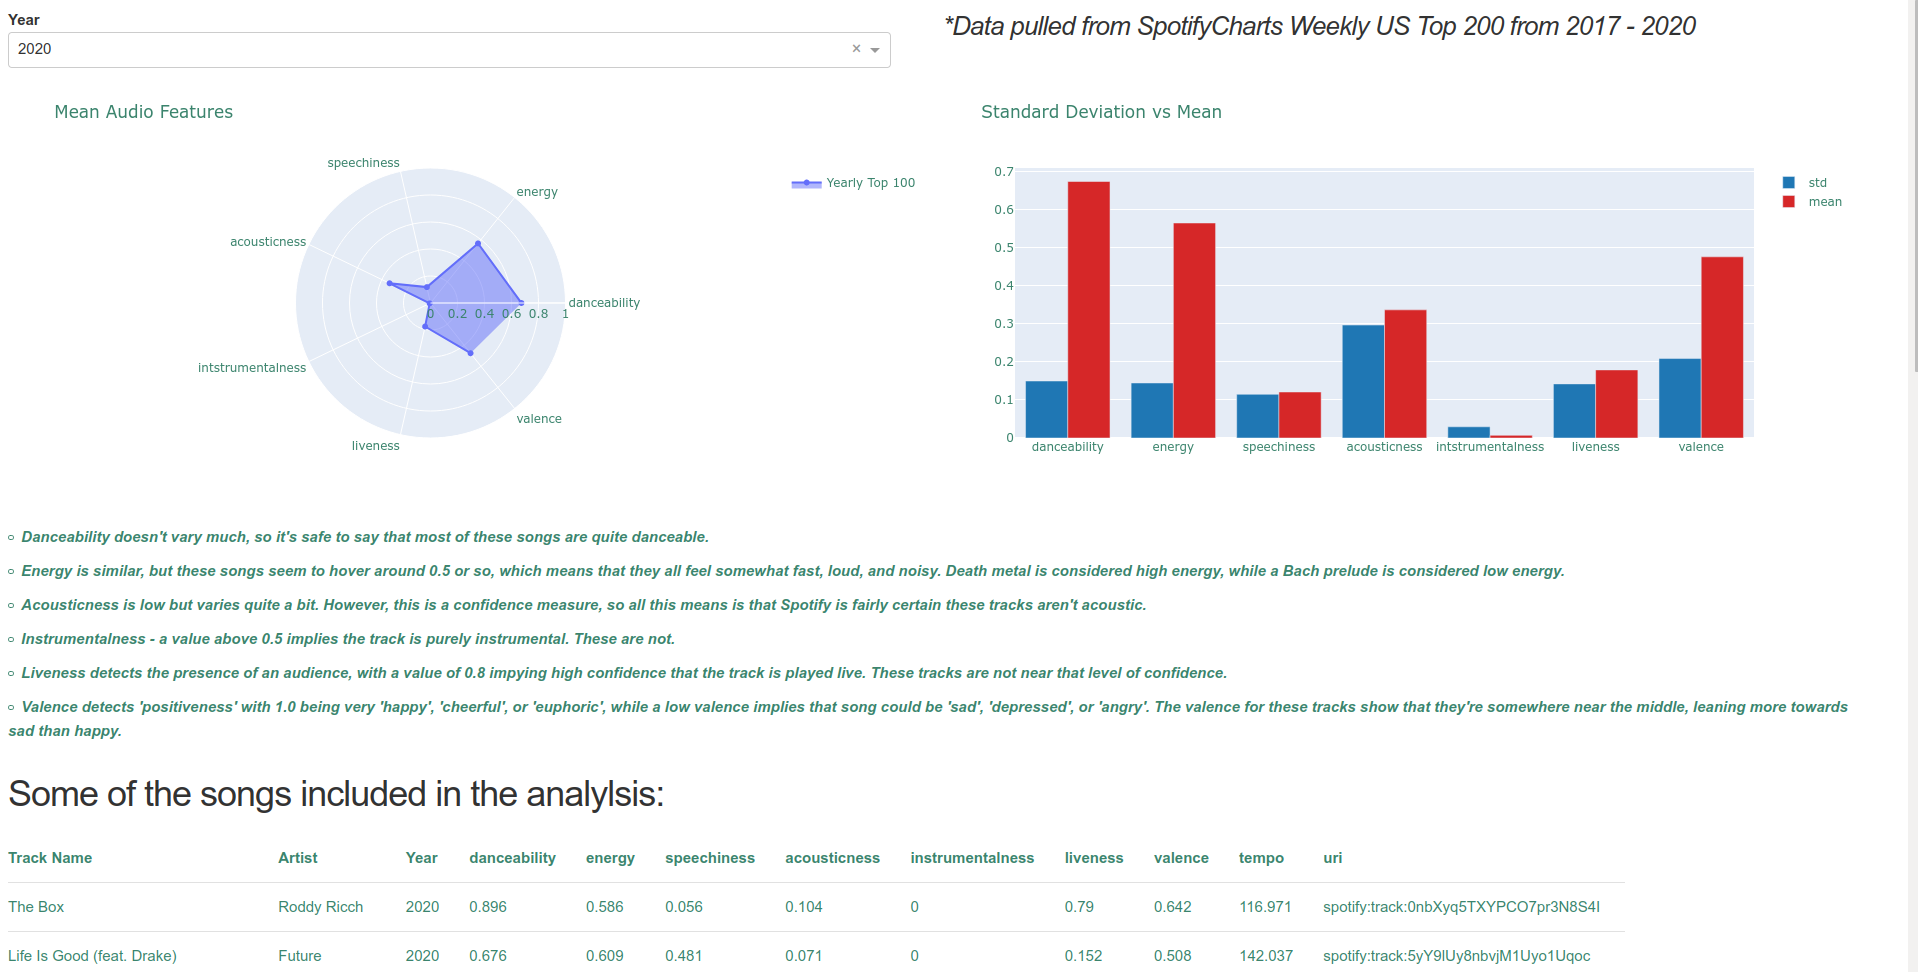 Year
2020
*Data pulled from SpotifyCharts Weekly US Top 200 from 2017 - 2020
Mean Audio Features
speechiness
energy
acousticness
danceability
0 0.2 0.4 0.6 0.8 1
intstrumentalness
valence
liveness
Yearly Top 100
Standard Deviation vs Mean
0.7
0.6
0.5
0.4
0.3
0.2
0.1
0
danceability energy speechiness acousticness intstrumentalness liveness valence
std
mean
Danceability doesn't vary much, so it's safe to say that most of these songs are quite danceable.
Energy is similar, but these songs seem to hover around 0.5 or so, which means that they all feel somewhat fast, loud, and noisy. Death metal is considered high energy, while a Bach prelude is considered low energy.
Acousticness is low but varies quite a bit. However, this is a confidence measure, so all this means is that Spotify is fairly certain these tracks aren't acoustic.
Instrumentalness - a value above 0.5 implies the track is purely instrumental. These are not.
Liveness detects the presence of an audience, with a value of 0.8 impying high confidence that the track is played live. These tracks are not near that level of confidence.
Valence detects 'positiveness' with 1.0 being very 'happy', 'cheerful', or 'euphoric', while a low valence implies that song could be 'sad', 'depressed', or 'angry'. The valence for these tracks show that they're somewhere near the middle, leaning more towards
sad than happy.
Some of the songs included in the analylsis:
Track Name Artist Year danceability energy speechiness acousticness instrumentalness liveness valence tempo uri
The Box Roddy Ricch 2020 0.896 0.586 0.056 0.104 0 0.79 0.642 116.971 spotify:track:0nbXyq5TXYPCO7pr3N8S4I
Life Is Good (feat. Drake) Future 2020 0.676 0.609 0.481 0.071 0 0.152 0.508 142.037 spotify:track:5yY9lUy8nbvjM1Uyo1Uqoc